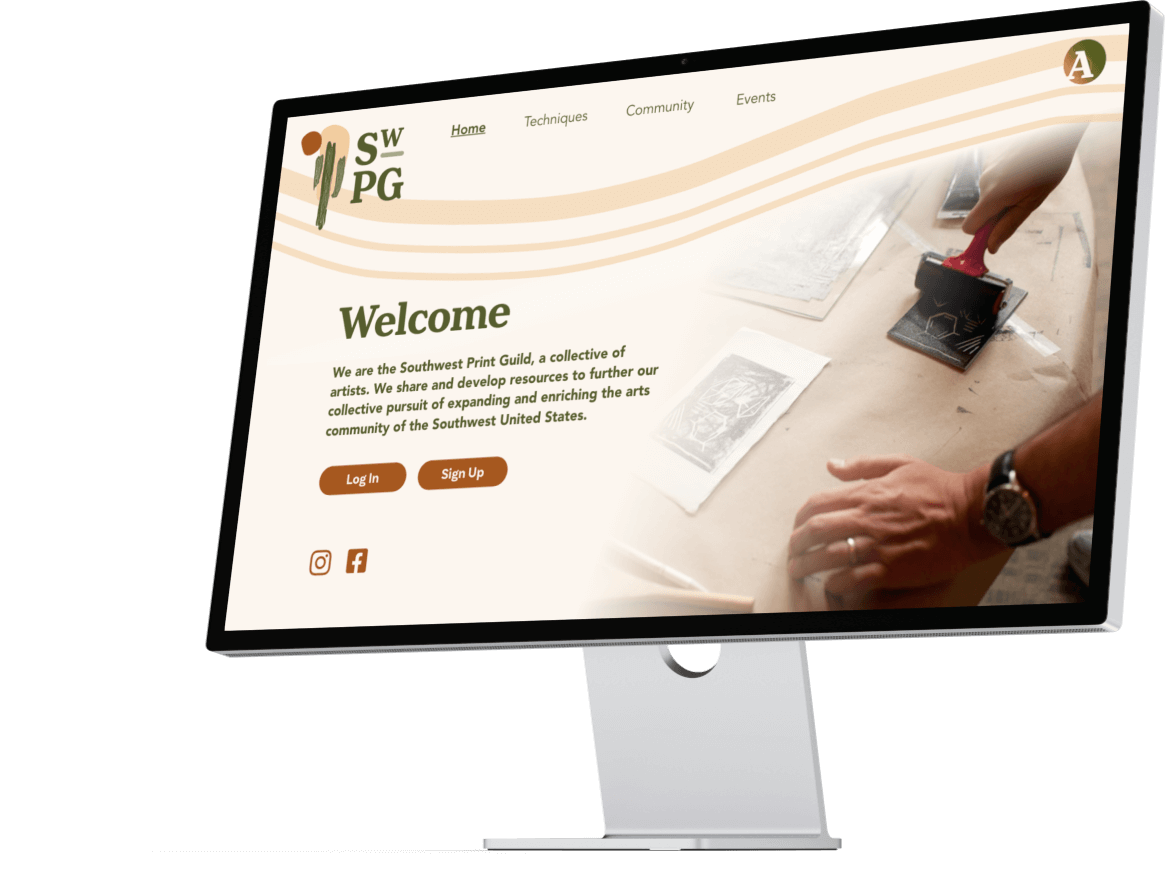 SW
PG
Home
Techniques
Community
Events
A
Welcome
We are the Southwest Print Guild, a collective of
artists. We share and develop resources to further our
collective pursuit of expanding and enriching the arts
community of the Southwest United States.
Log In
Sign Up